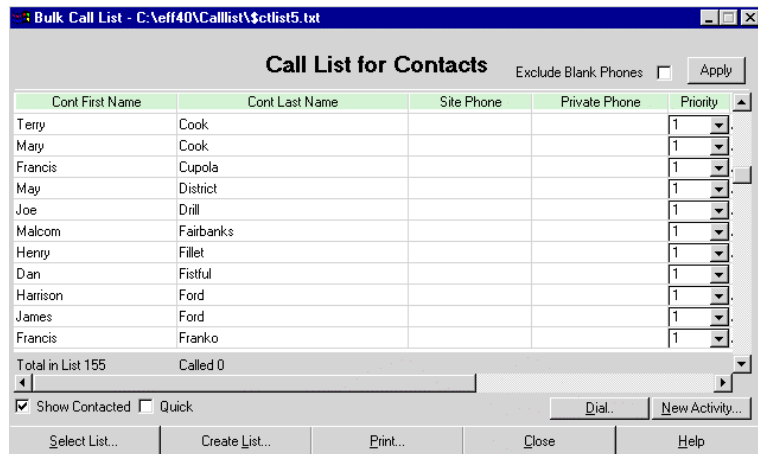 Bulk Call List - C:\eff40\Calllist\$ctlist5.txt
Call List for Contacts Exclude Blank Phones Apply
Cont First Name Cont Last Name Site Phone Private Phone Priority
Terry Cook 1
Mary Cook 1
Francis Cupola 1
May District 1
Joe Drill 1
Malcom Fairbanks 1
Henry Fillet 1
Dan Fistful 1
Harrison Ford 1
James Ford 1
Francis Franko 1
Total in List 155 Called 0
Show Contacted Quick Dial.. New Activity...
Select List... Create List... Print... Close Help